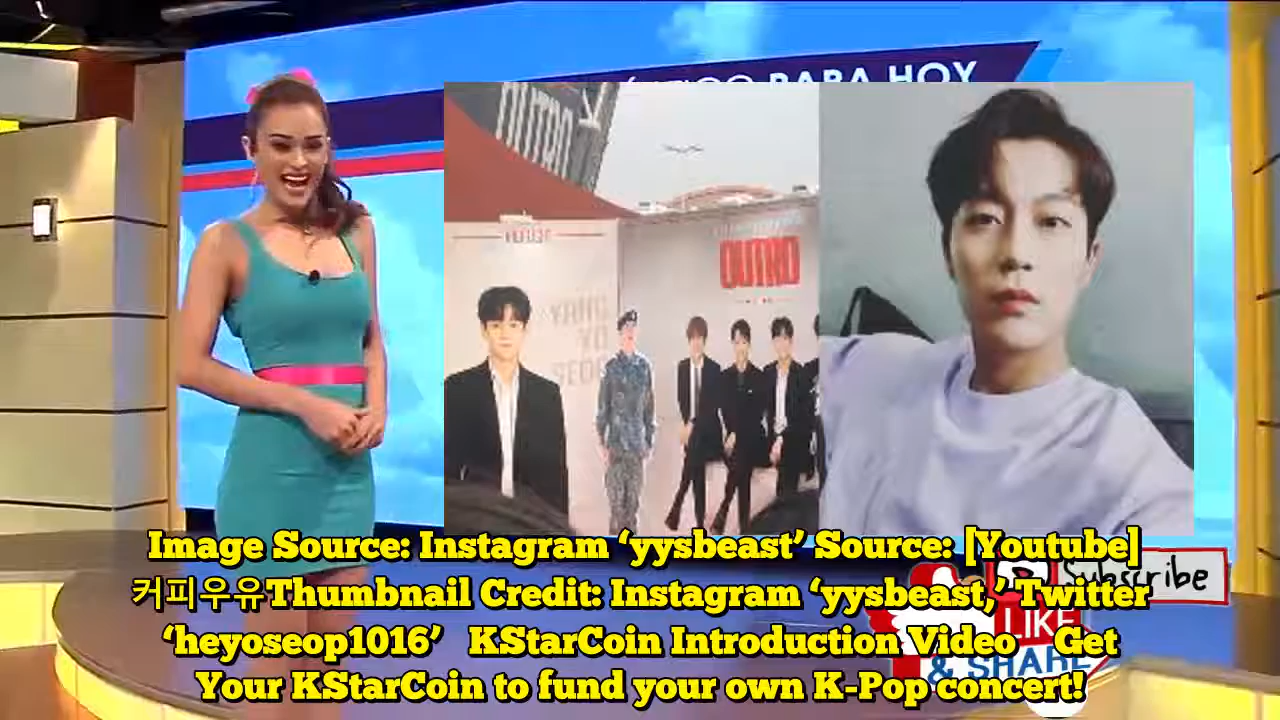 PARA HOY
OUTRO
YANG
YO
SEOP
OUTRO
Image Source: Instagram ‘yysbeast’ Source: [Youtube]
커피우유Thumbnail Credit: Instagram ‘yysbeast,’ Twitter
‘heyoseop1016’ KStarCoin Introduction Video Get
Your KStarCoin to fund your own K-Pop concert!
Subscribe
LIKE
& SHARE